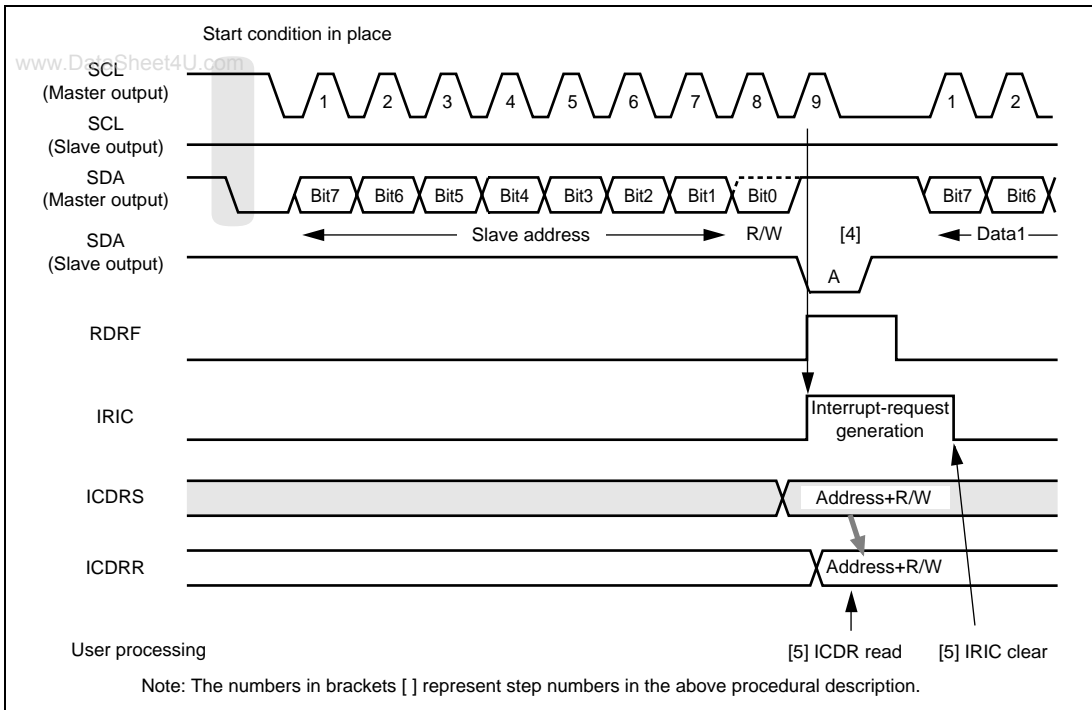 Start condition in place
www.DataSheet4U.com
SCL
(Master output)
1 2 3 4 5 6 7 8 9 1 2
SCL
(Slave output)
SDA
(Master output)
Bit7 Bit6 Bit5 Bit4 Bit3 Bit2 Bit1 Bit0 Bit7 Bit6
Slave address R/W [4] Data1
SDA
(Slave output)
A
RDRF
IRIC
Interrupt-request
generation
ICDRS
Address+R/W
ICDRR
Address+R/W
User processing
[5] ICDR read [5] IRIC clear
Note: The numbers in brackets [ ] represent step numbers in the above procedural description.